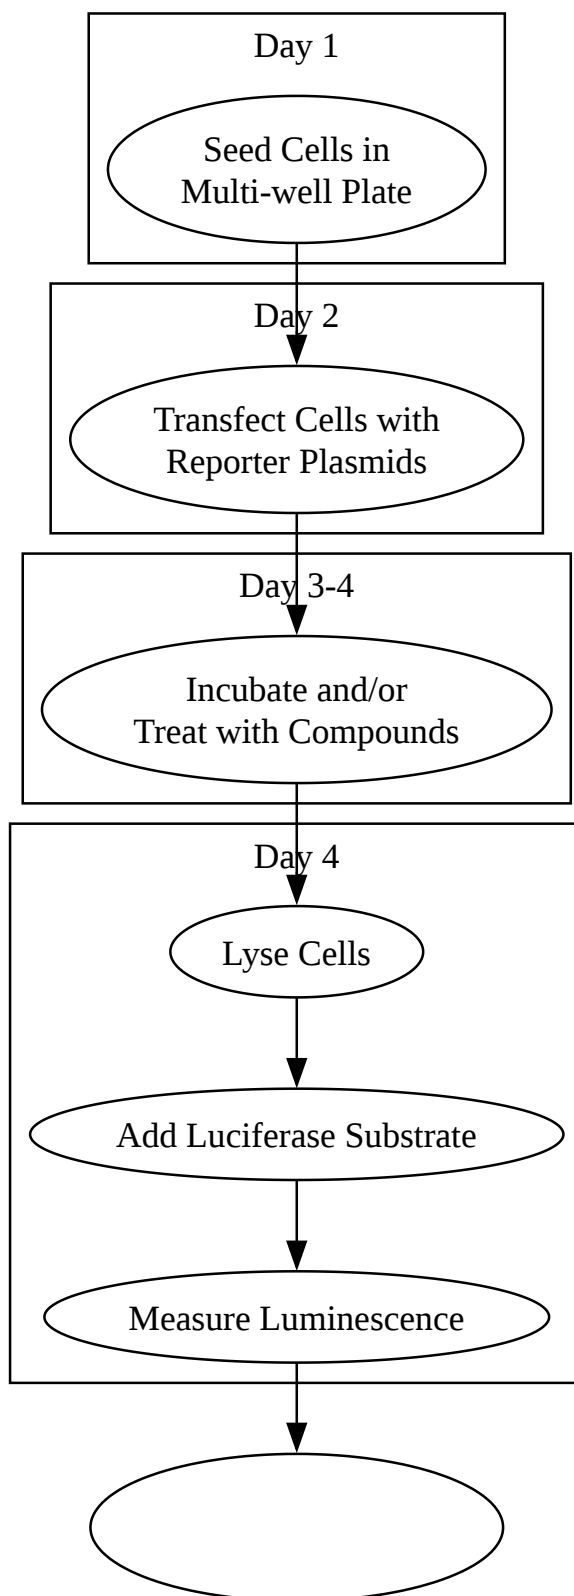 Day 1
Seed Cells in
Multi-well Plate
Day 2
Transfect Cells with
Reporter Plasmids
Day 3-4
Incubate and/or
Treat with Compounds
Day 4
Lyse Cells
Add Luciferase Substrate
Measure Luminescence